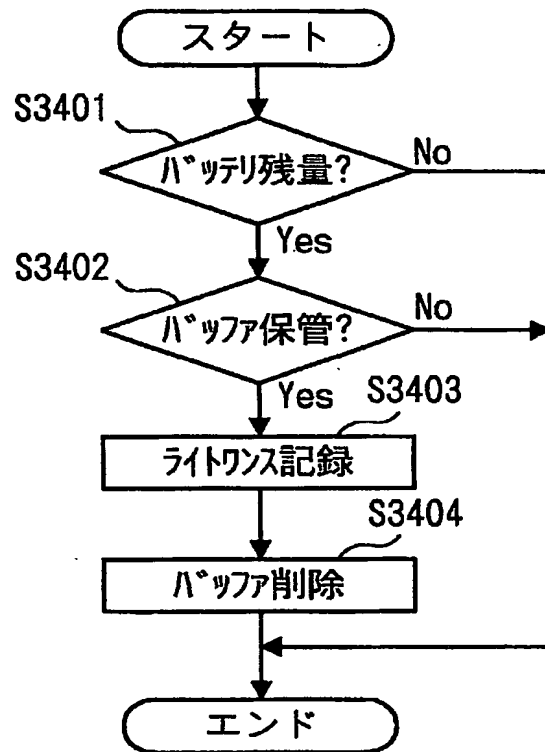 スタート
S3401
バッテリ残量?
No
Yes
S3402
バッファ保管?
No
Yes
S3403
ライトワンス記録
S3404
バッファ削除
エンド